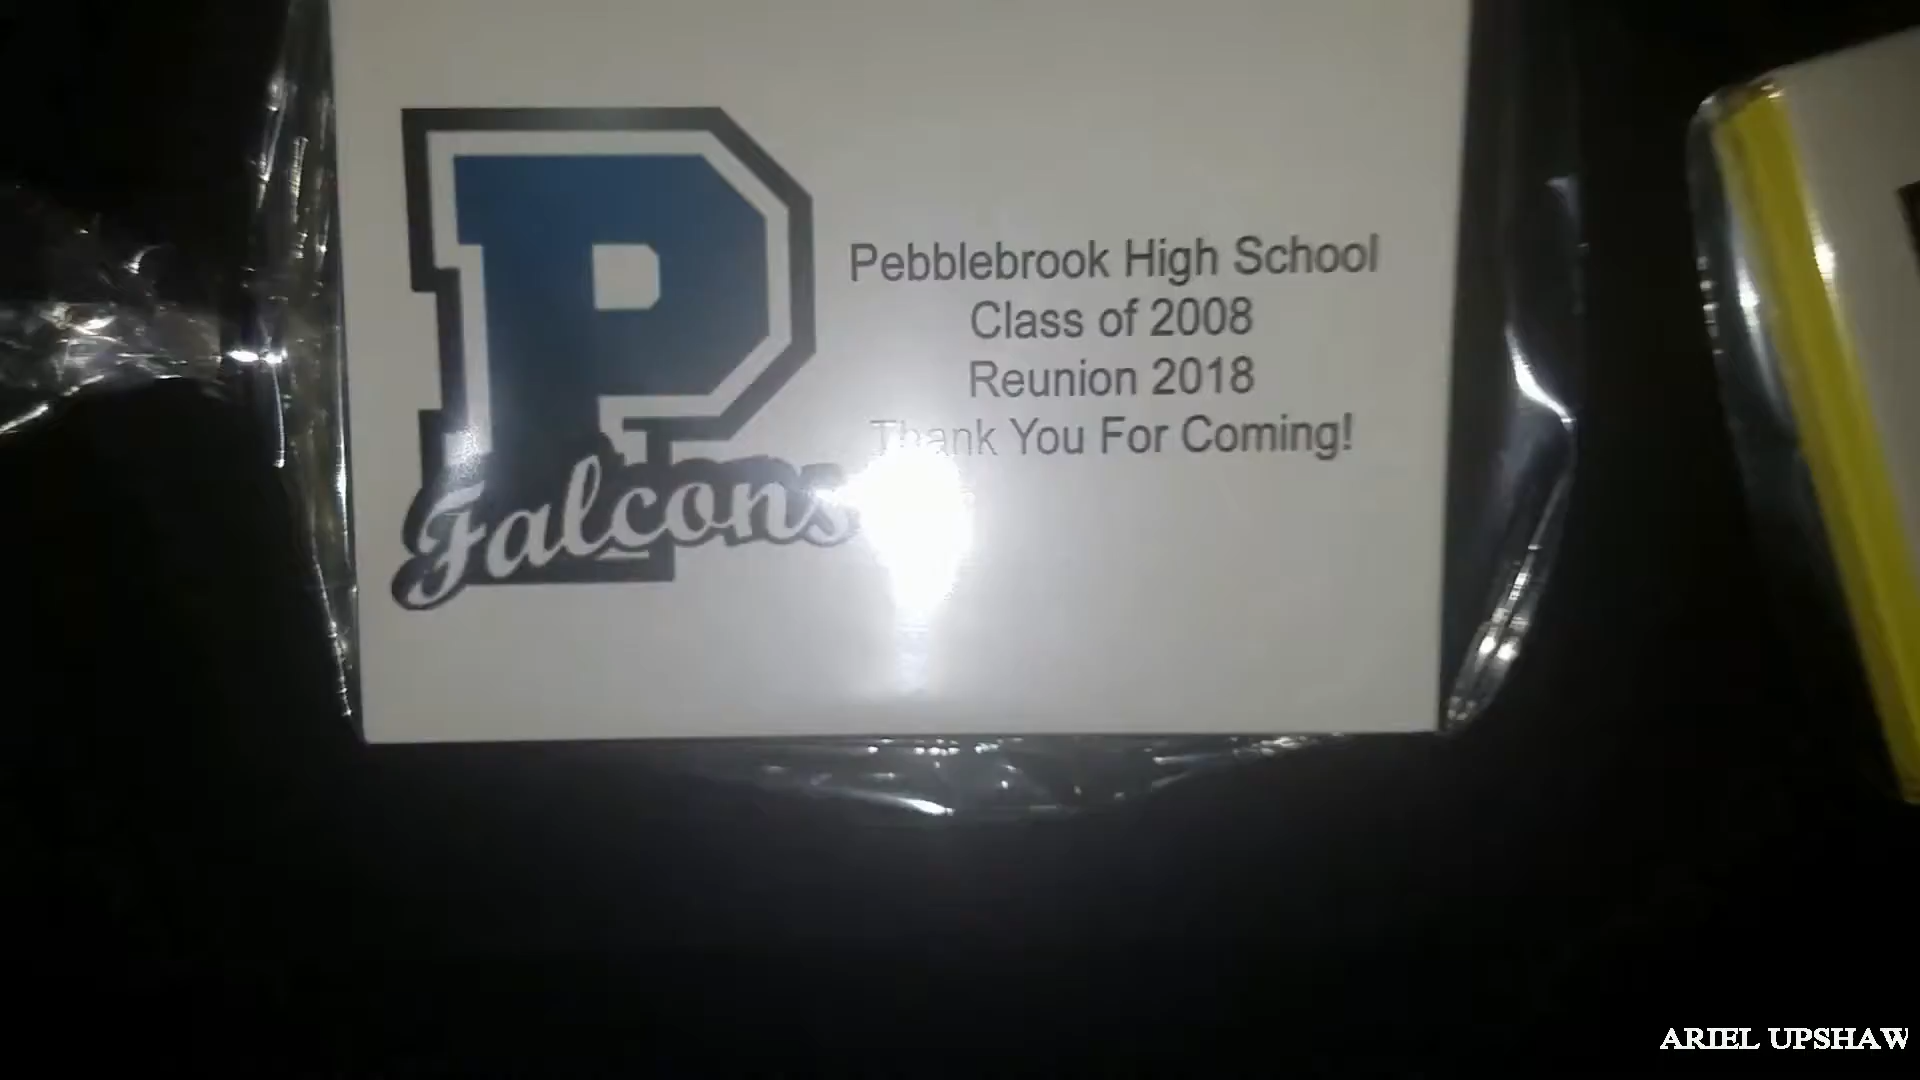 P
Falcons
Pebblebrook High School
Class of 2008
Reunion 2018
Thank You For Coming!
ARIEL UPSHAW